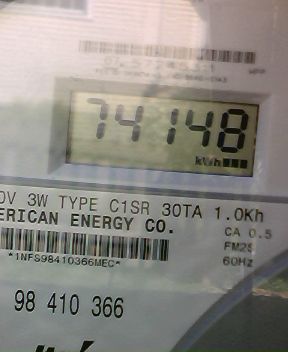 74148
kWh
0V 3W TYPE C1SR 30TA 1.0Kh
ERICAN ENERGY CO.
CA 0.5
FM2S
60Hz
*1NFS98410366MEC*
98 410 366